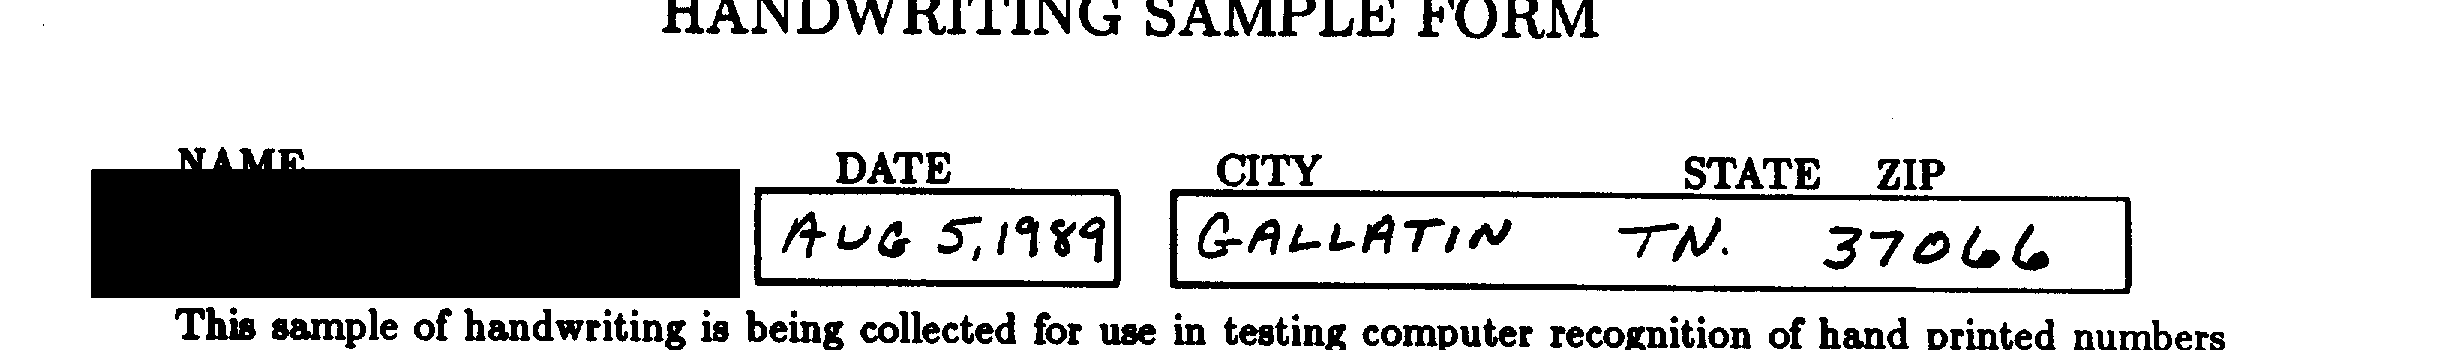 HANDWRITING SAMPLE FORM
NAME DATE CITY STATE ZIP
AUG 5, 1989 GALLATIN TN. 37066
This sample of handwriting is being collected for use in testing computer recognition of hand printed numbers